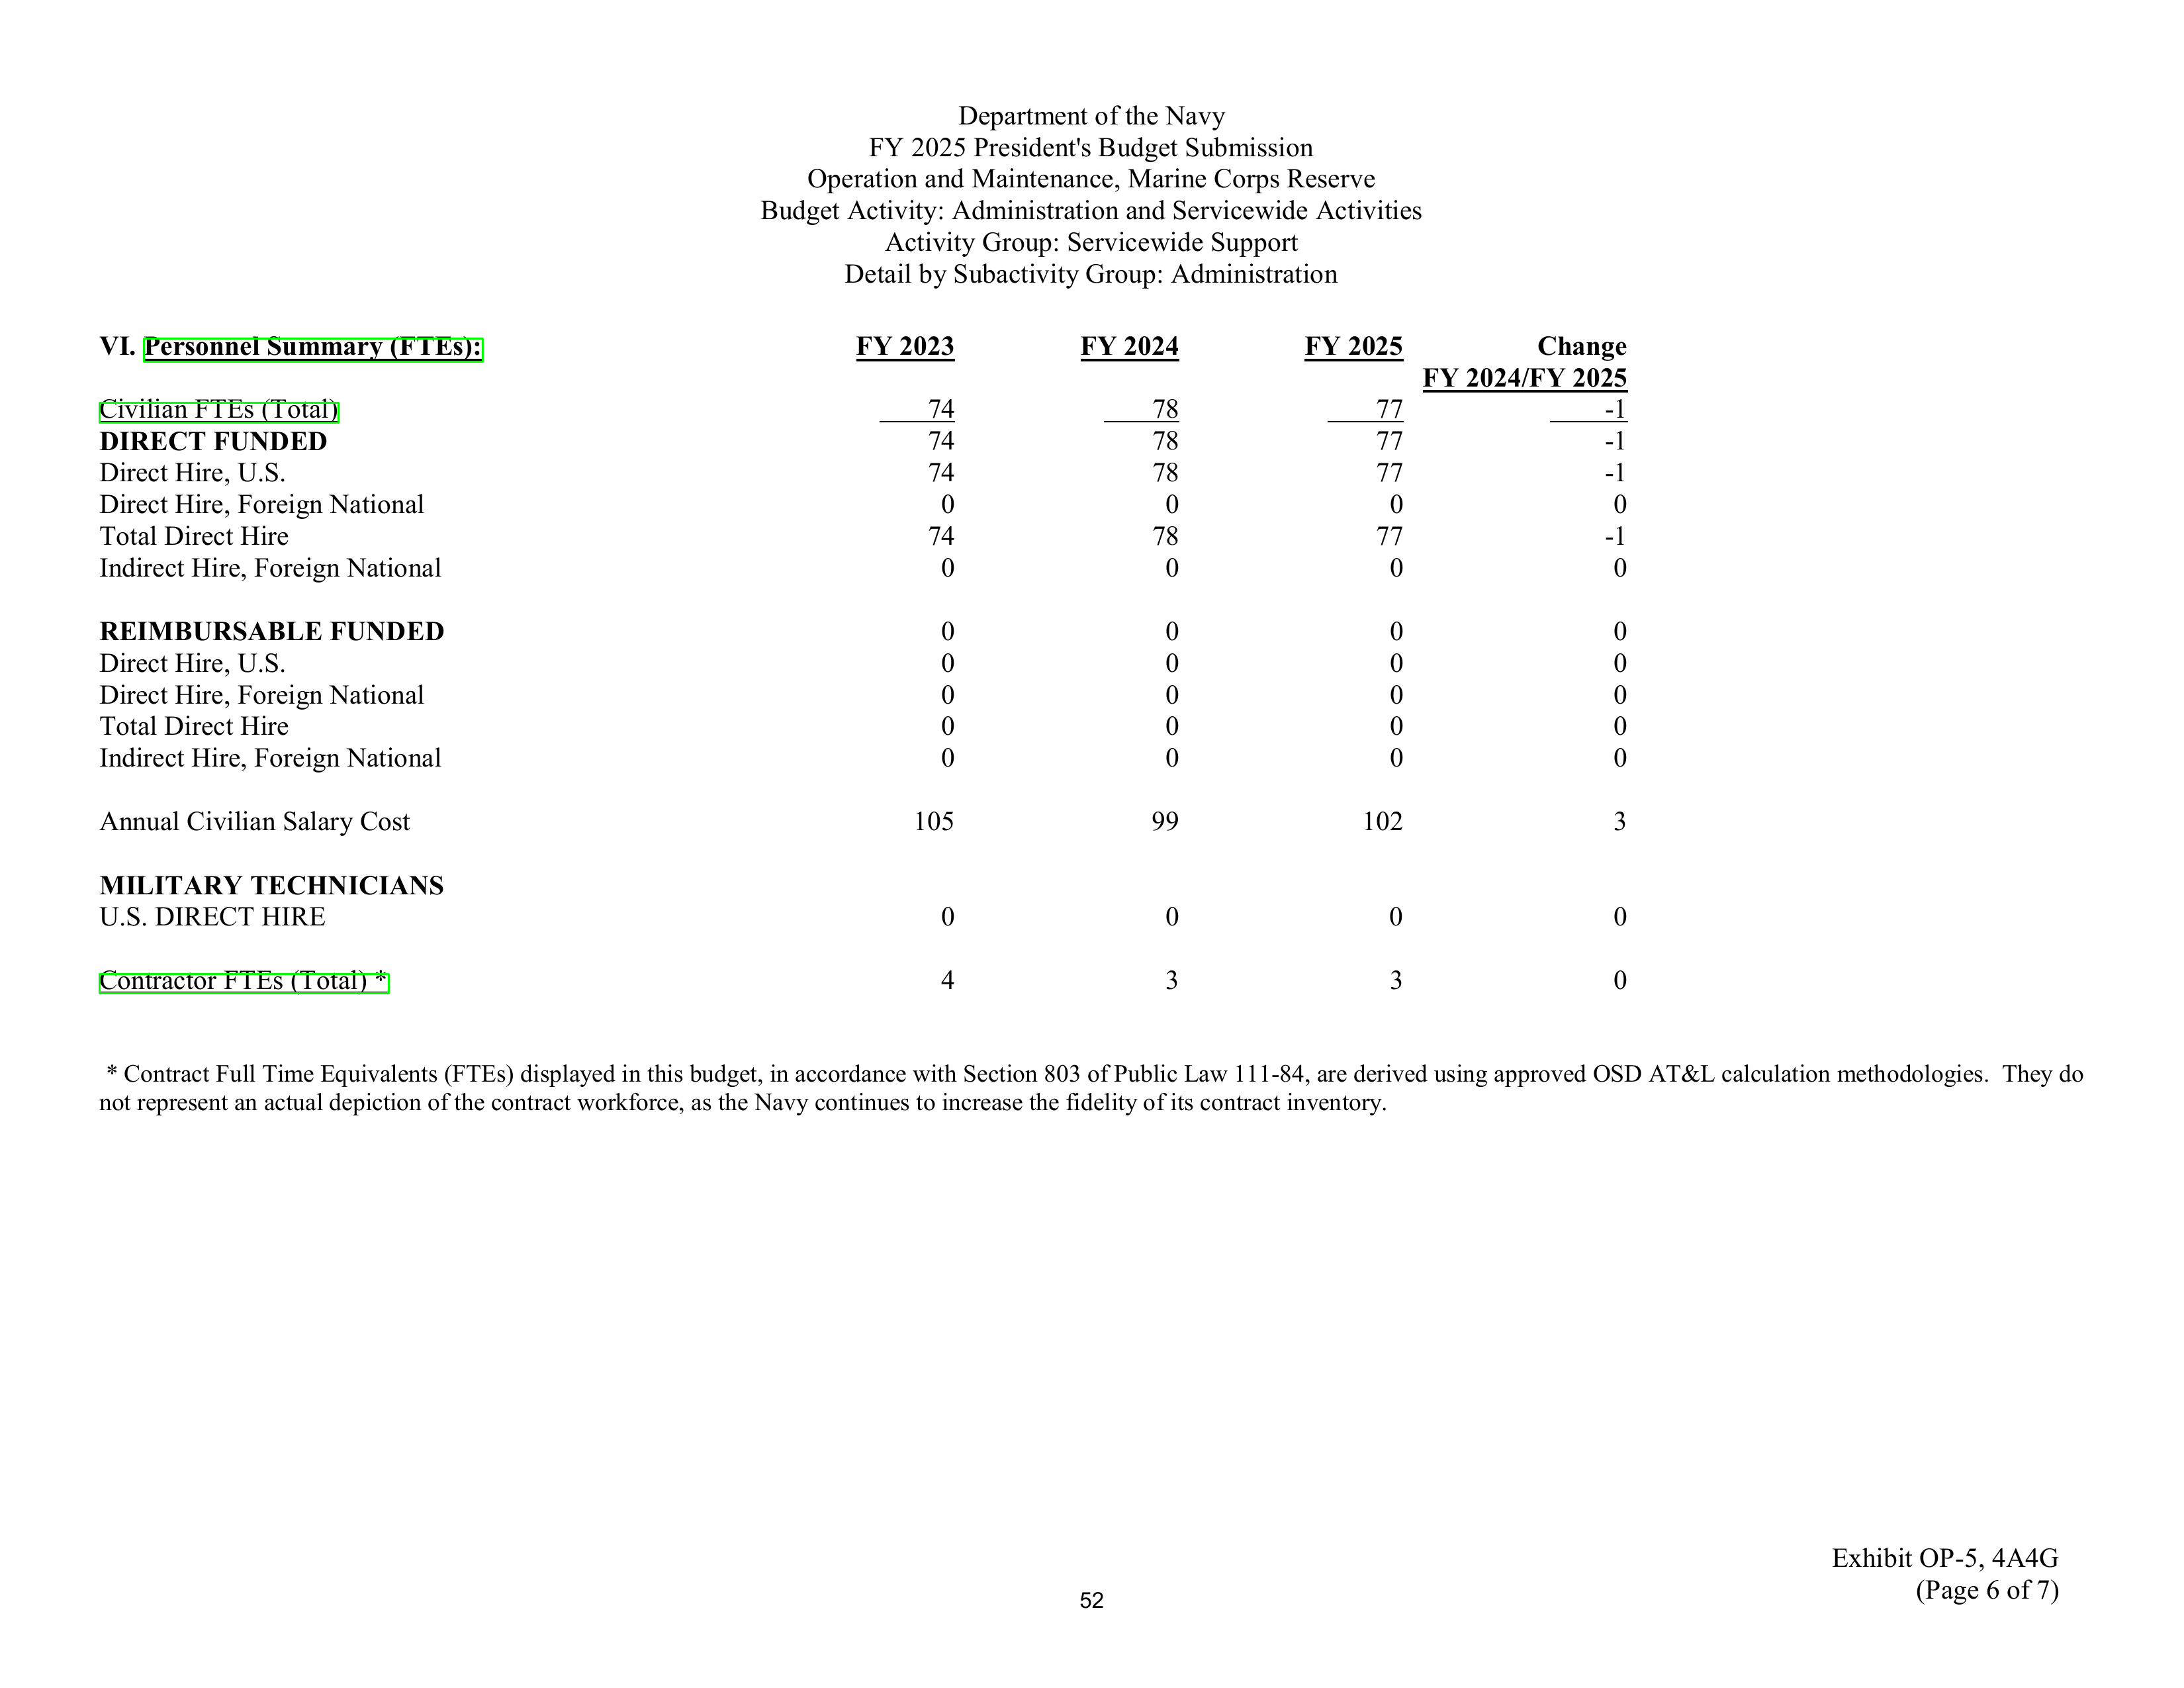 Department of the Navy
FY 2025 President's Budget Submission
Operation and Maintenance, Marine Corps Reserve
Budget Activity: Administration and Servicewide Activities
Activity Group: Servicewide Support
Detail by Subactivity Group: Administration
VI. Personnel Summary (FTEs): FY 2023 FY 2024 FY 2025 Change
FY 2024/FY 2025
Civilian FTEs (Total) 74 78 77 -1
DIRECT FUNDED 74 78 77 -1
Direct Hire, U.S. 74 78 77 -1
Direct Hire, Foreign National 0 0 0 0
Total Direct Hire 74 78 77 -1
Indirect Hire, Foreign National 0 0 0 0
REIMBURSABLE FUNDED 0 0 0 0
Direct Hire, U.S. 0 0 0 0
Direct Hire, Foreign National 0 0 0 0
Total Direct Hire 0 0 0 0
Indirect Hire, Foreign National 0 0 0 0
Annual Civilian Salary Cost 105 99 102 3
MILITARY TECHNICIANS
U.S. DIRECT HIRE 0 0 0 0
Contractor FTEs (Total) * 4 3 3 0
* Contract Full Time Equivalents (FTEs) displayed in this budget, in accordance with Section 803 of Public Law 111-84, are derived using approved OSD AT&L calculation methodologies. They do
not represent an actual depiction of the contract workforce, as the Navy continues to increase the fidelity of its contract inventory.
Exhibit OP-5, 4A4G
(Page 6 of 7)
52